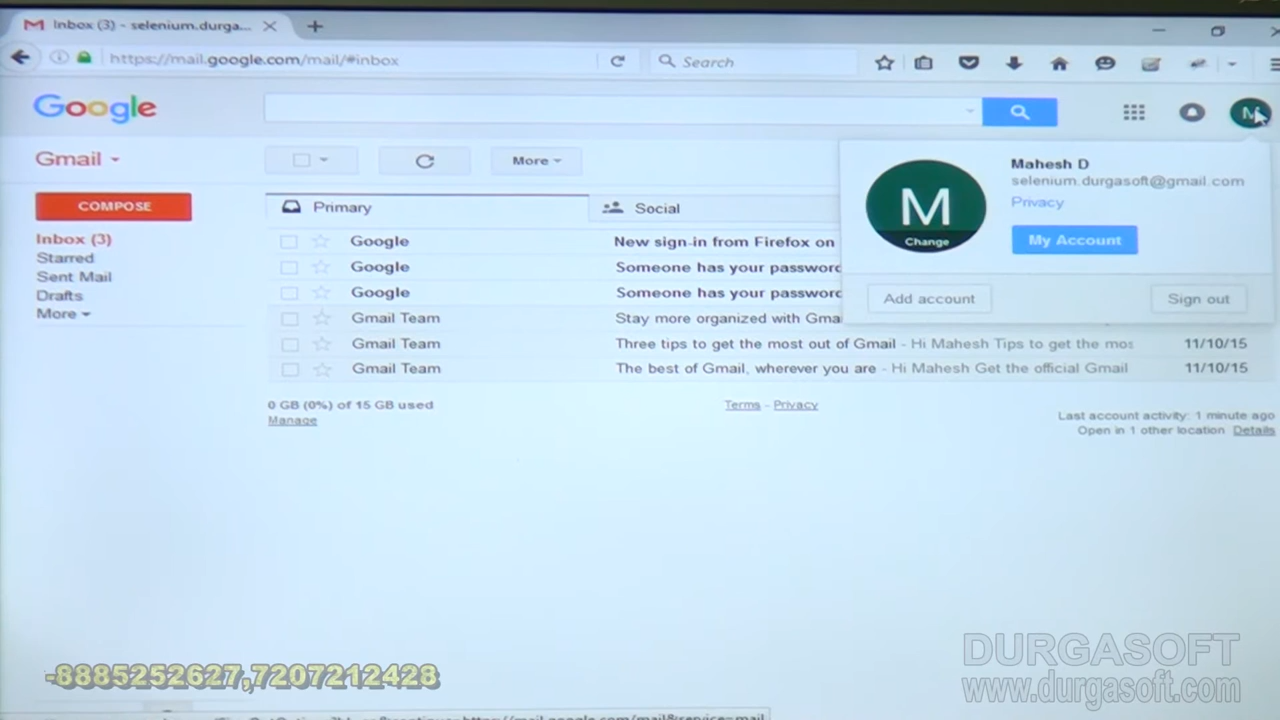 Inbox (3) - selenium.durga...
https://mail.google.com/mail/#inbox
Search
Google
M
Gmail
More
Mahesh D
selenium.durgasoft@gmail.com
Privacy
M
Change
My Account
COMPOSE
Primary
Social
Inbox (3)
Starred
Sent Mail
Drafts
More
Google New sign-in from Firefox on
Google Someone has your password
Google Someone has your password
Add account
Sign out
Gmail Team Stay more organized with Gmai
Gmail Team Three tips to get the most out of Gmail - Hi Mahesh Tips to get the mos 11/10/15
Gmail Team The best of Gmail, wherever you are - Hi Mahesh Get the official Gmail 11/10/15
0 GB (0%) of 15 GB used
Manage
Terms - Privacy
Last account activity: 1 minute ago
Open in 1 other location Details
-8885252627,7207212428
DURGASOFT
www.durgasoft.com